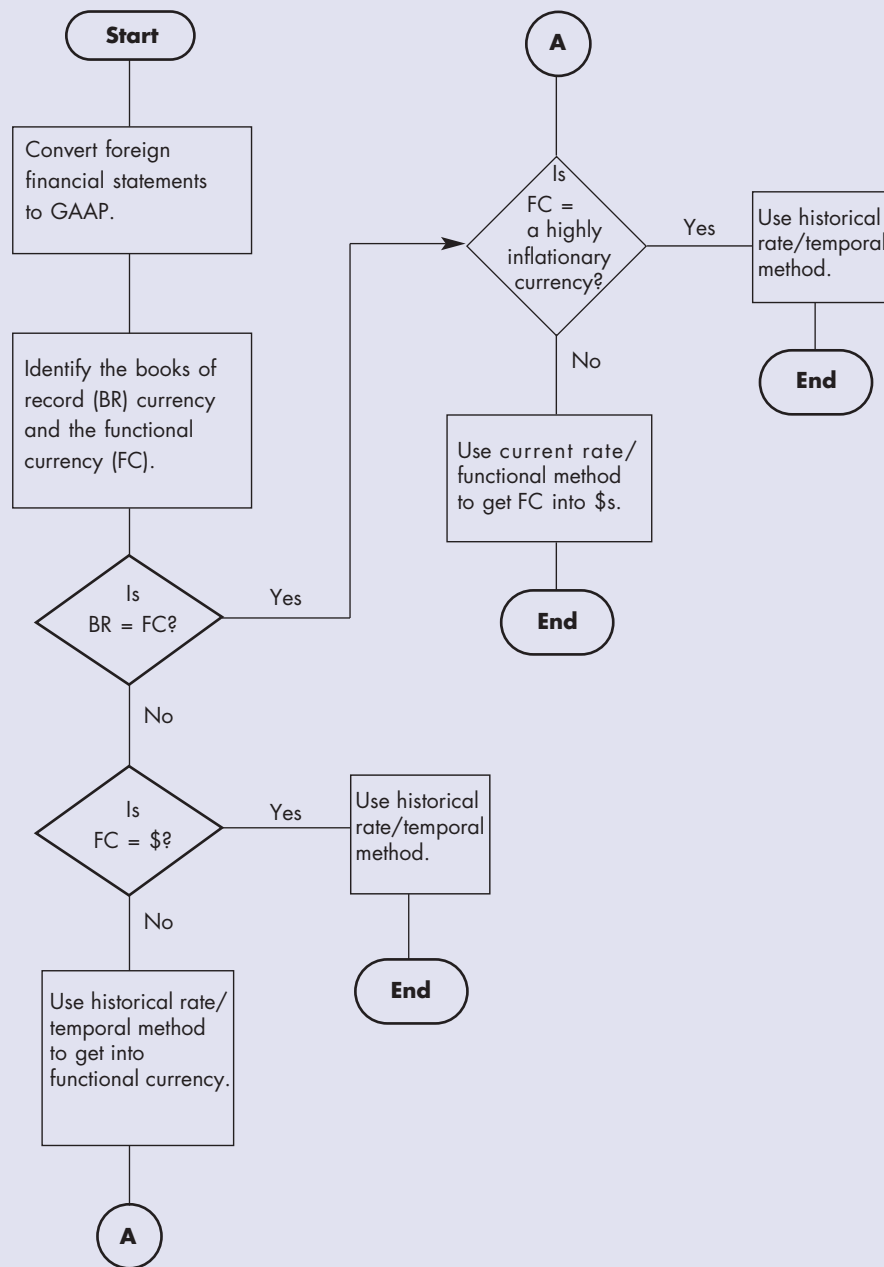 Start
Convert foreign
financial statements
to GAAP.
Identify the books of
record (BR) currency
and the functional
currency (FC).
Is
BR = FC?
Yes
No
Is
FC = $?
Yes
Use historical
rate/temporal
method.
End
No
Use historical rate/
temporal method
to get into
functional currency.
A
A
Is
FC =
a highly
inflationary
currency?
Yes
Use historical
rate/temporal
method.
End
No
Use current rate/
functional method
to get FC into $s.
End